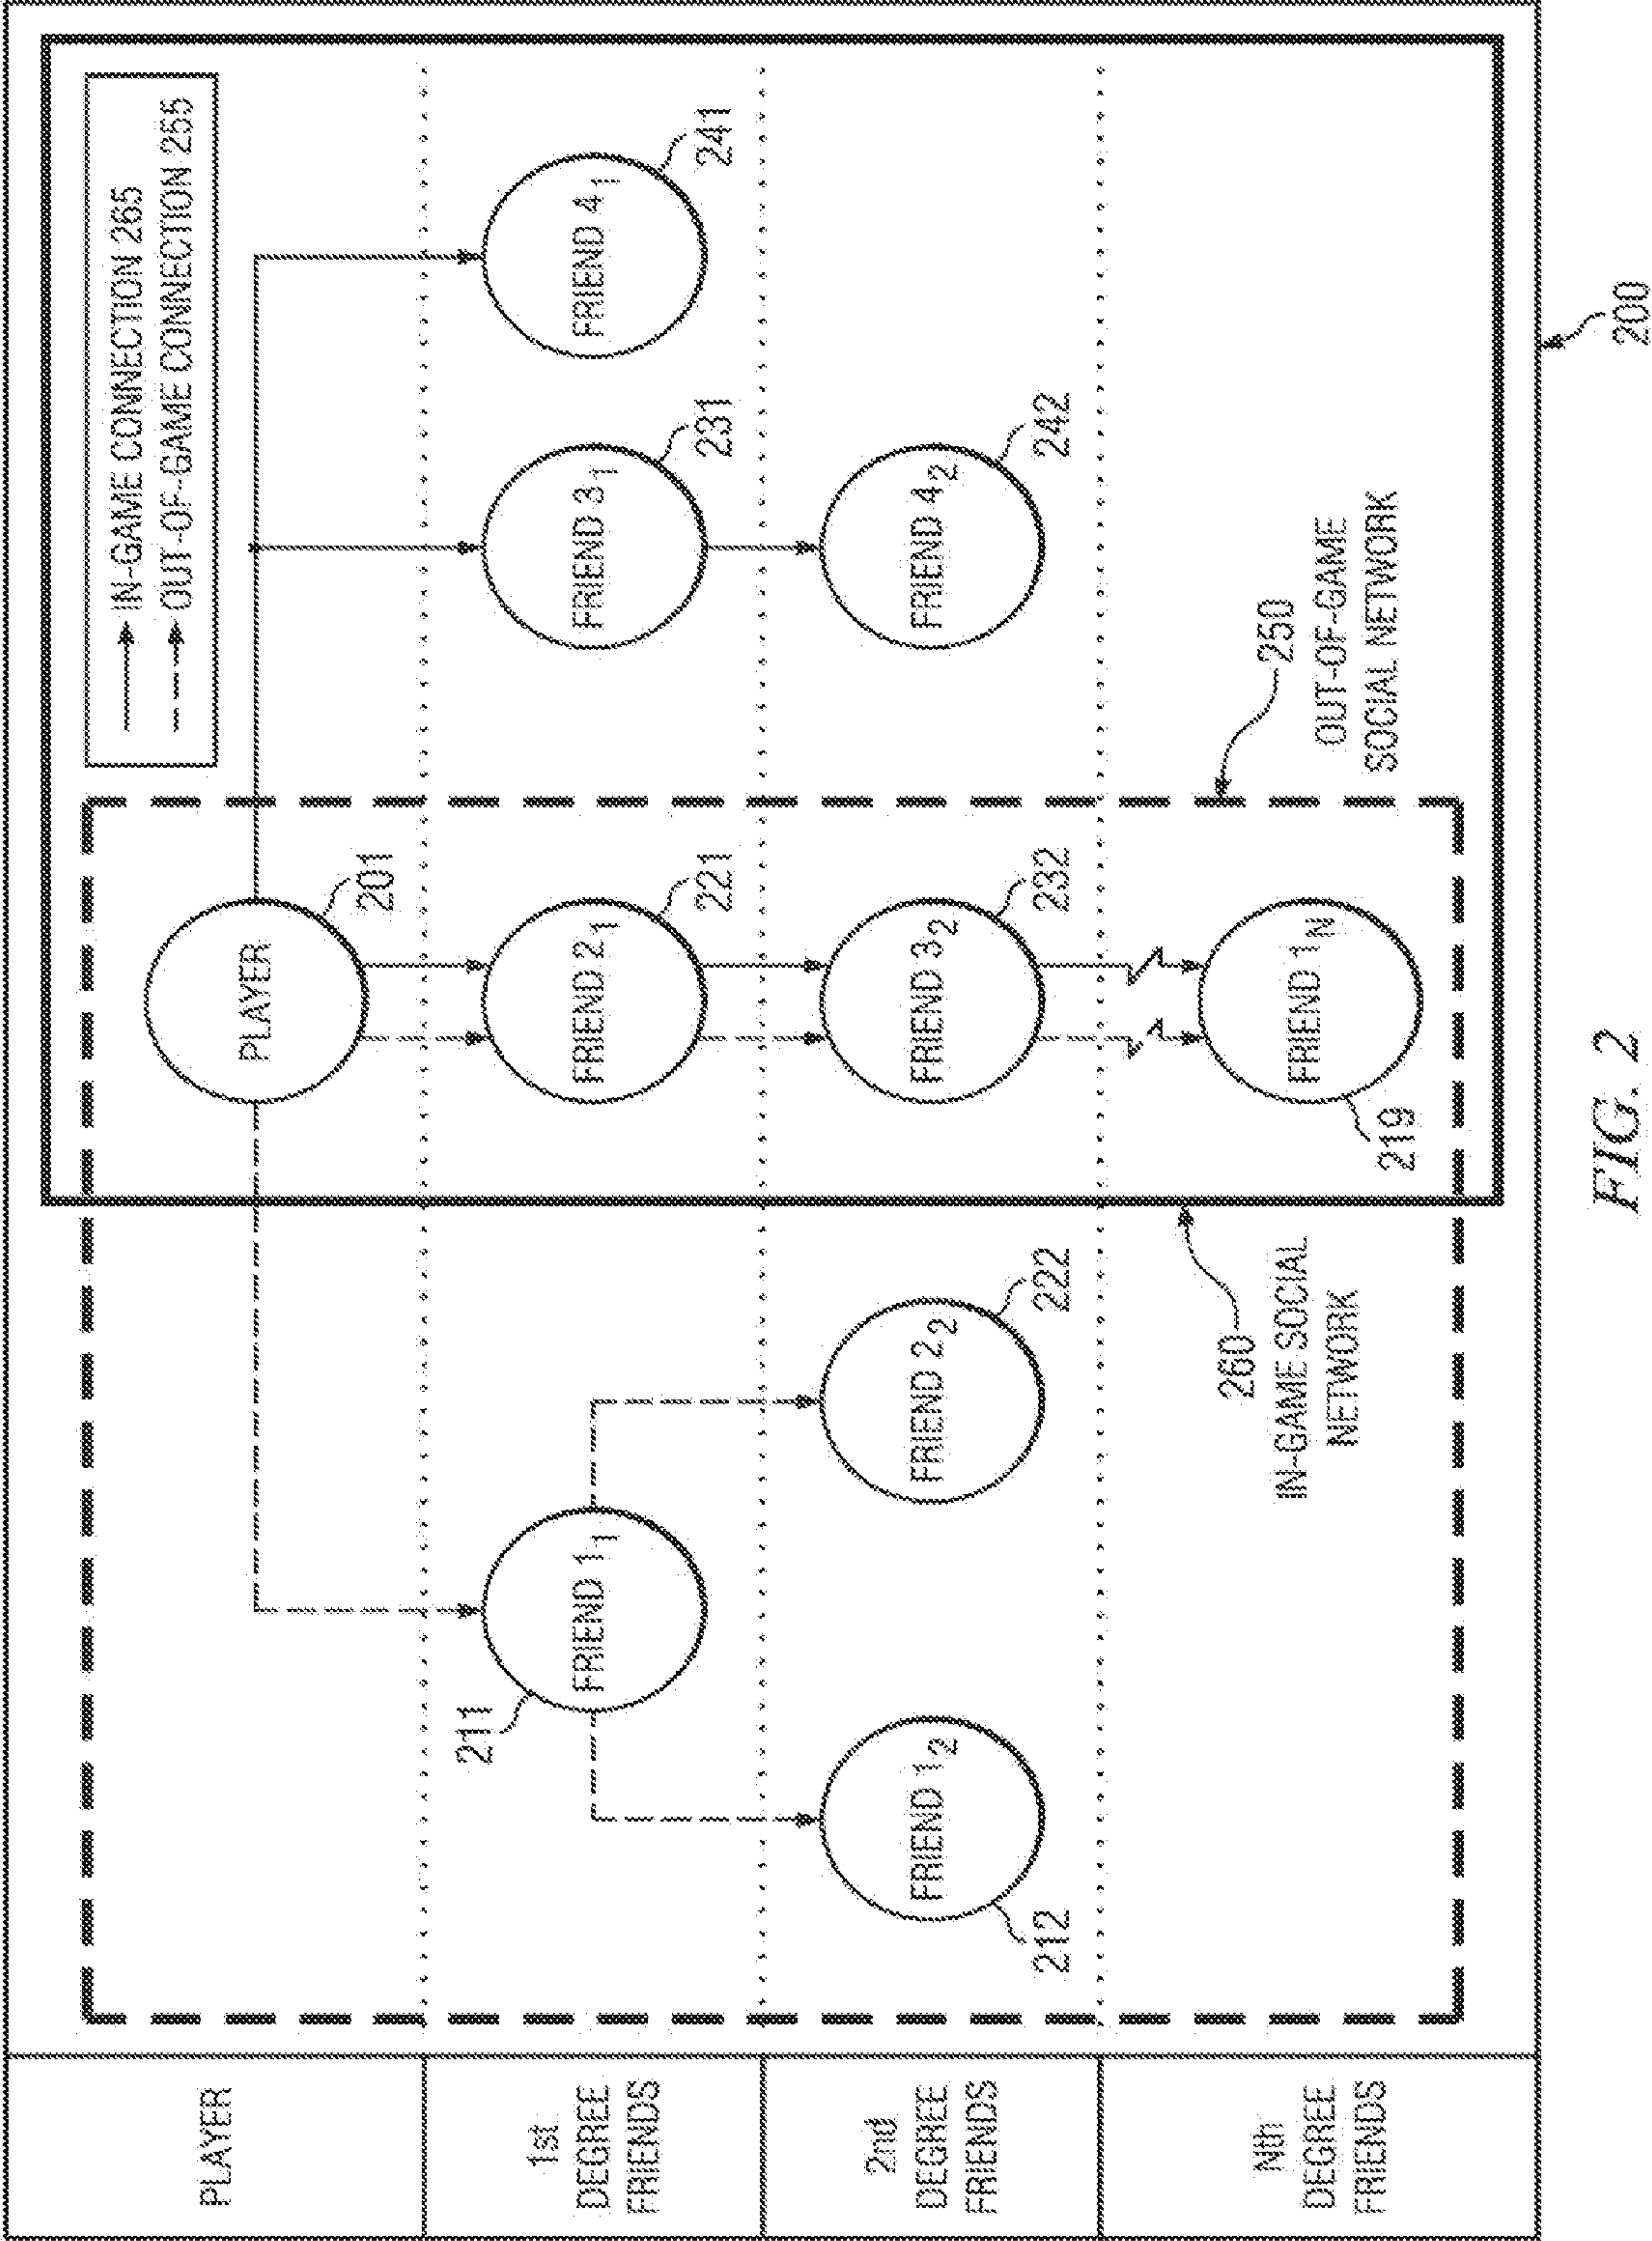 IN-GAME CONNECTION 265
OUT-OF-GAME CONNECTION 255
PLAYER
PLAYER
201
1st
DEGREE
FRIENDS
211
FRIEND 1₁
FRIEND 2₁
221
FRIEND 3₁
231
FRIEND 4₁
241
2nd
DEGREE
FRIENDS
212
FRIEND 1₂
FRIEND 2₂
222
FRIEND 3₂
232
FRIEND 4₂
242
Nth
DEGREE
FRIENDS
260
IN-GAME SOCIAL
NETWORK
219
FRIEND 1N
250
OUT-OF-GAME
SOCIAL NETWORK
200
FIG. 2